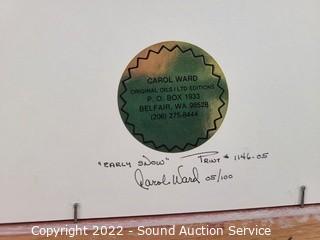 CAROL WARD
ORIGINAL OILS / LTD EDITIONS
P. O. BOX 1933
BELFAIR, WA 98528
(206) 275-8444
"EARLY SNOW" PRINT # 1146-05
Carol Ward 05/100
Copyright 2022 - Sound Auction Service